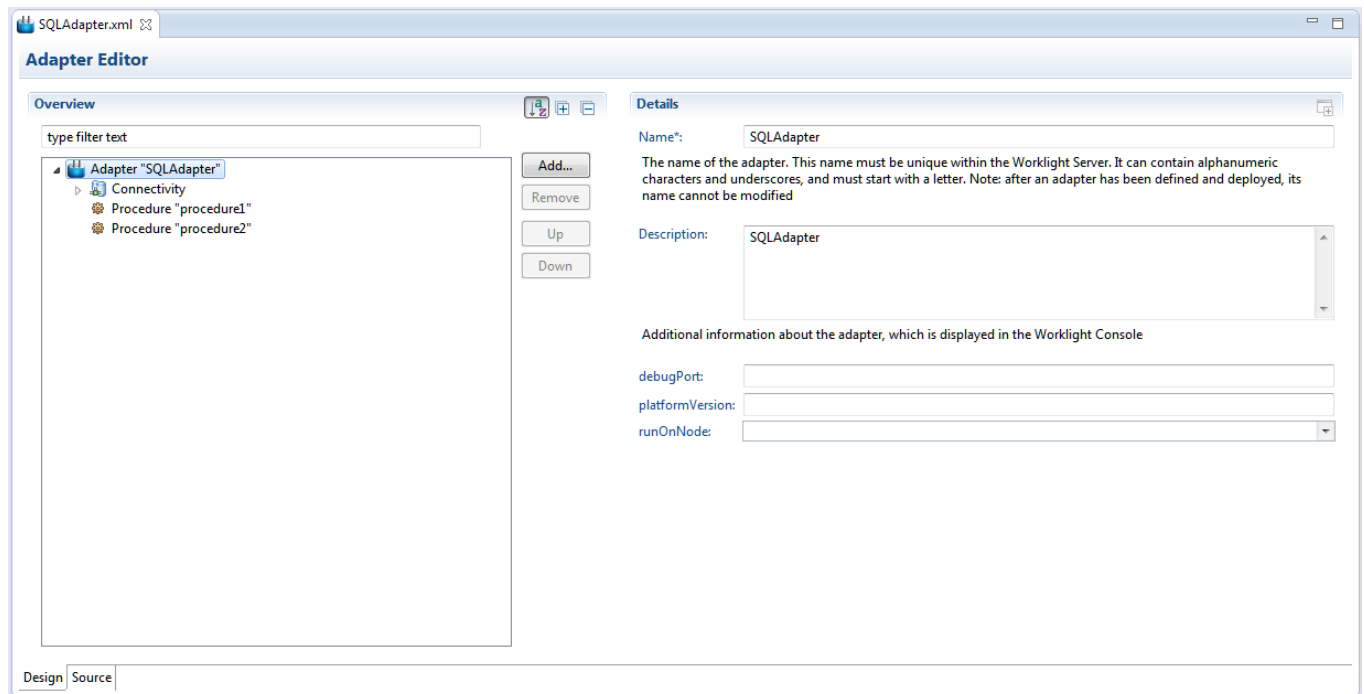 SQLAdapter.xml
Adapter Editor
Overview
type filter text
Adapter "SQLAdapter"
Connectivity
Procedure "procedure1"
Procedure "procedure2"
Add...
Remove
Up
Down
Details
Name*: SQLAdapter
The name of the adapter. This name must be unique within the Worklight Server. It can contain alphanumeric
characters and underscores, and must start with a letter. Note: after an adapter has been defined and deployed, its
name cannot be modified
Description: SQLAdapter
Additional information about the adapter, which is displayed in the Worklight Console
debugPort:
platformVersion:
runOnNode:
Design Source